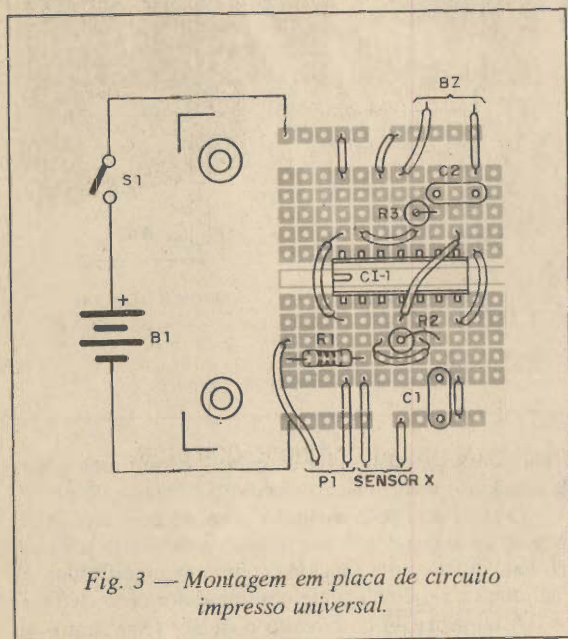 BZ
S1
C2
R3
CI-1
+
B1
R1
R2
C1
P1 SENSOR X
Fig. 3 — Montagem em placa de circuito
impresso universal.